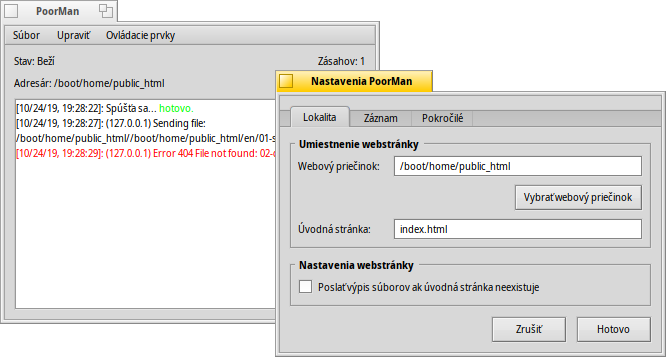 PoorMan
Súbor Upraviť Ovládacie prvky
Stav: Beží Zásahov: 1
Adresár: /boot/home/public_html
[10/24/19, 19:28:22]: Spúšťa sa... hotovo.
[10/24/19, 19:28:27]: (127.0.0.1) Sending file:
/boot/home/public_html//boot/home/public_html/en/01-s
[10/24/19, 19:28:29]: (127.0.0.1) Error 404 File not found: 02-
Nastavenia PoorMan
Lokalita Záznam Pokročilé
Umiestnenie webstránky
Webový priečinok: /boot/home/public_html
Vybrať webový priečinok
Úvodná stránka: index.html
Nastavenia webstránky
Poslať výpis súborov ak úvodná stránka neexistuje
Zrušiť Hotovo